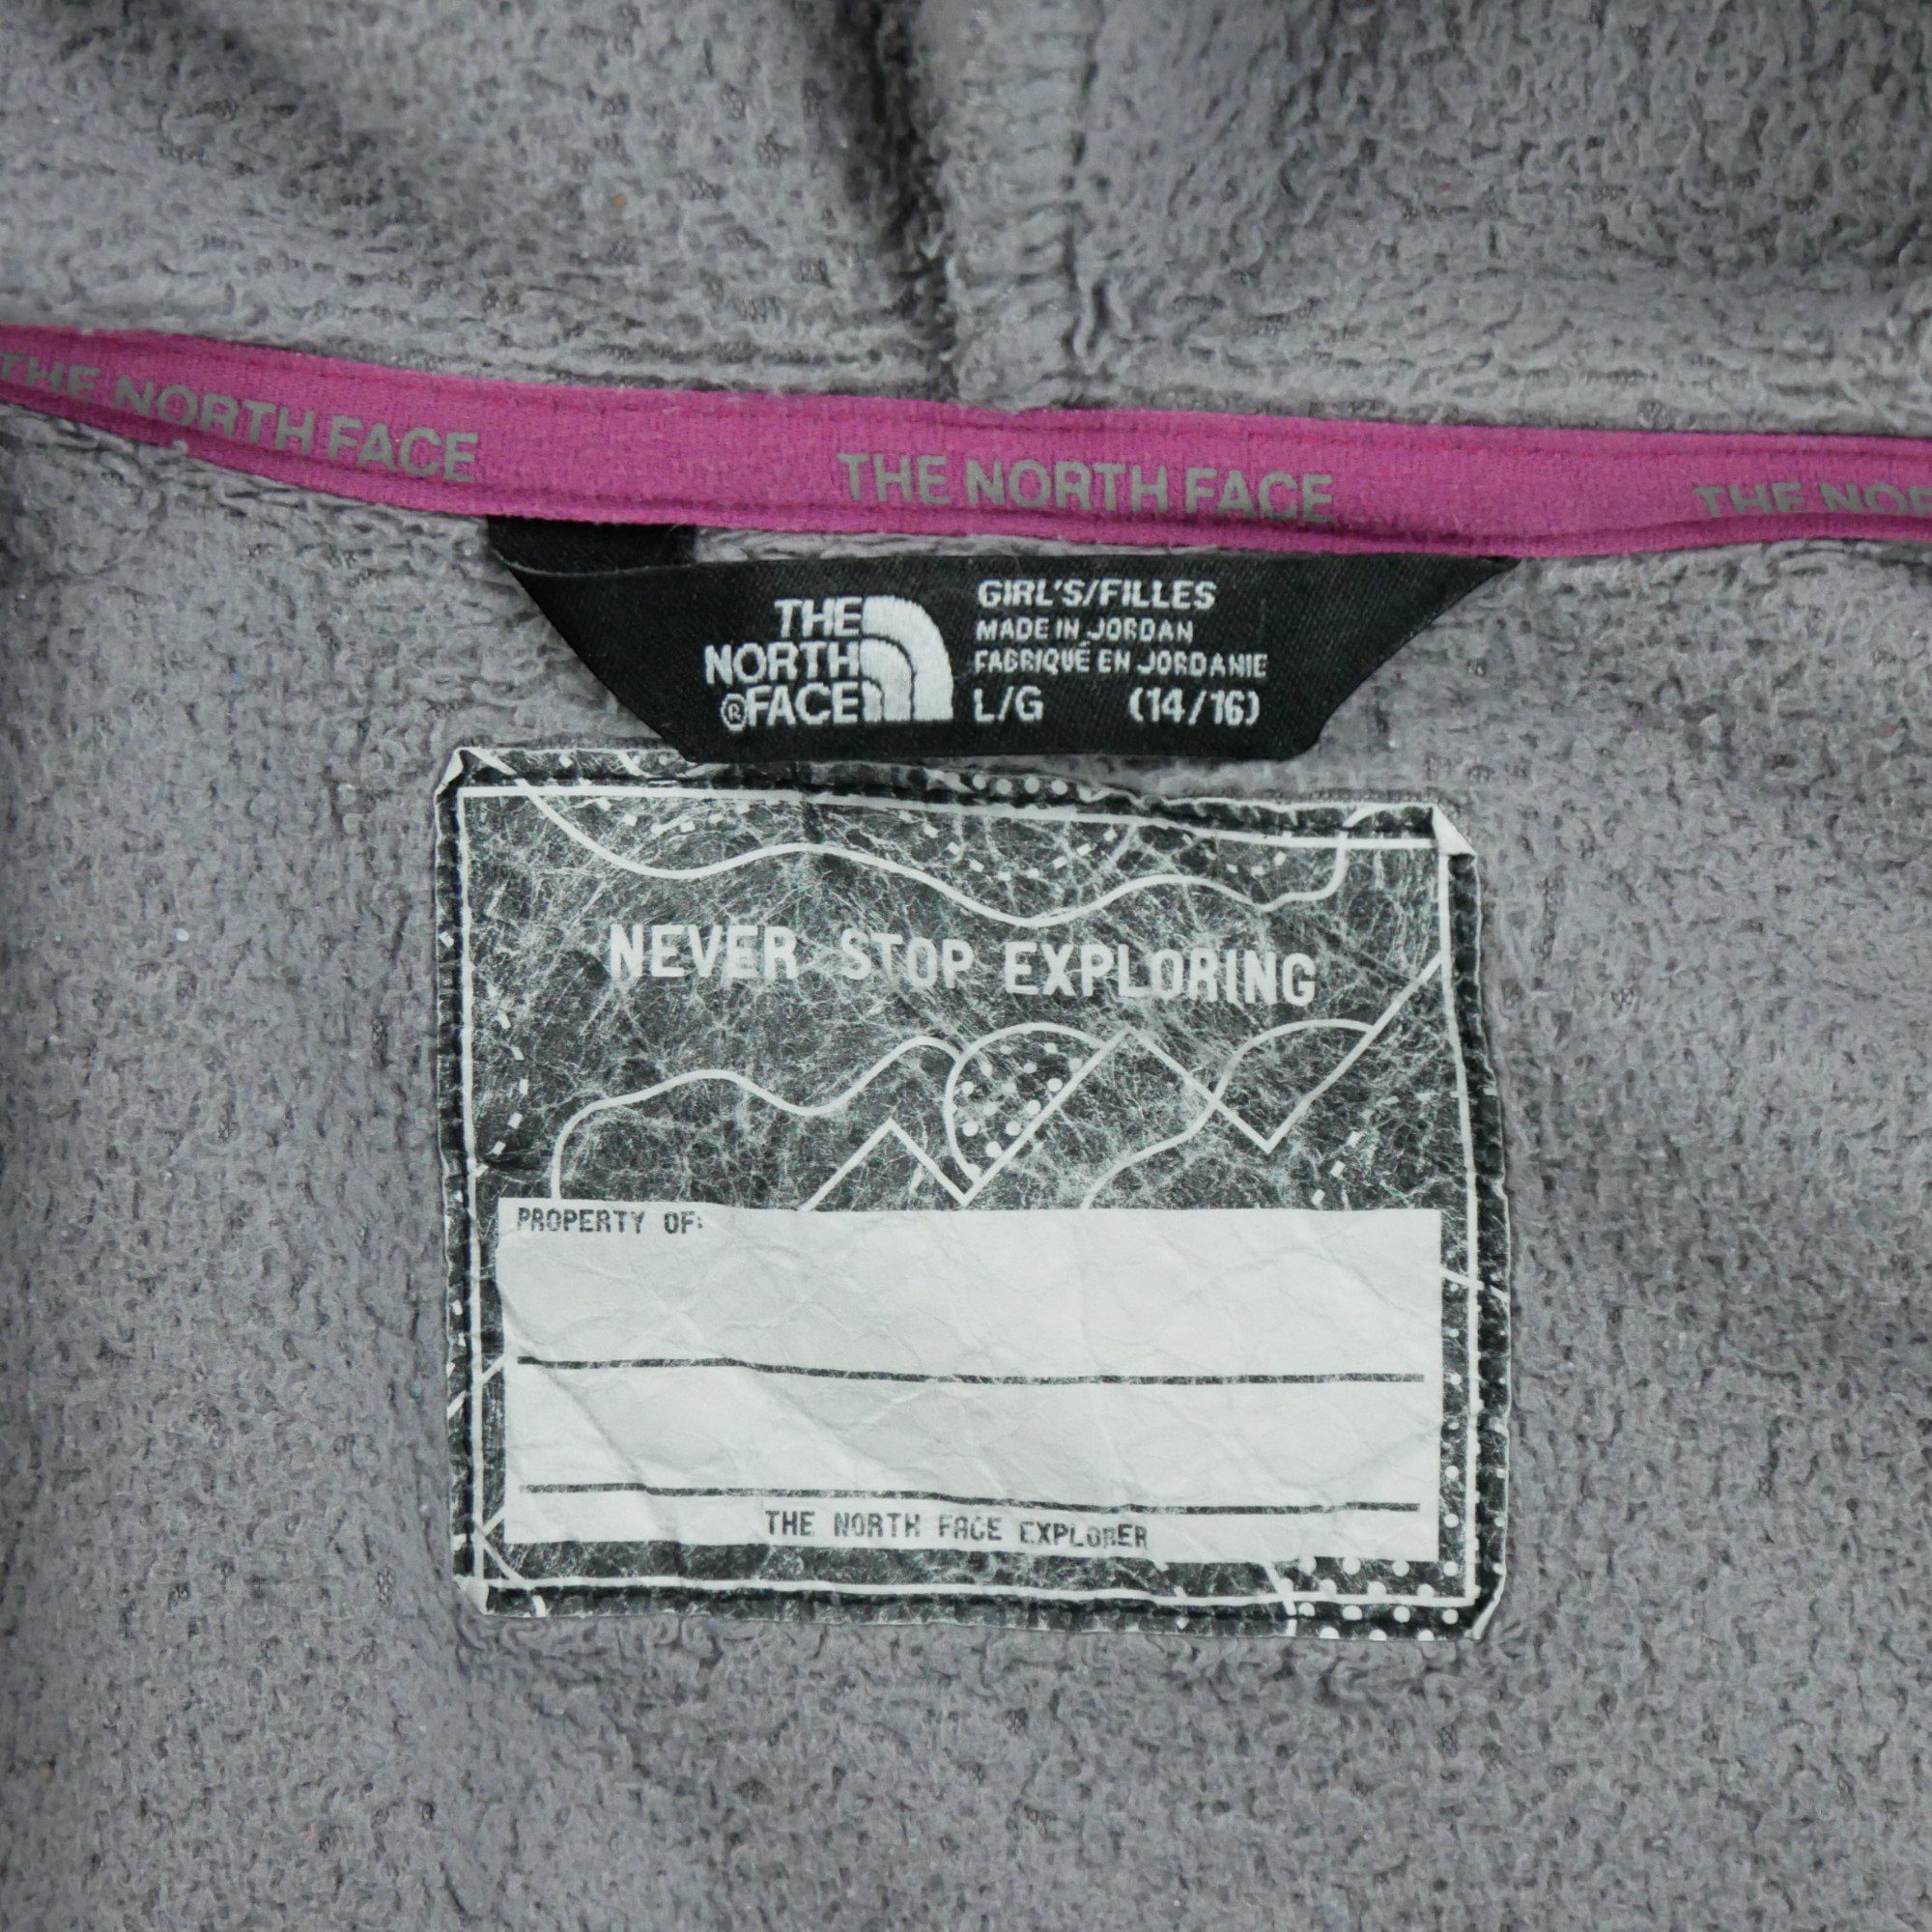 THE NORTH FACE THE NORTH FACE THE NOR
THE
NORTH
®FACE
GIRL'S/FILLES
MADE IN JORDAN
FABRIQUÉ EN JORDANIE
L/G (14/16)
NEVER STOP EXPLORING
PROPERTY OF:
THE NORTH FACE EXPLORER